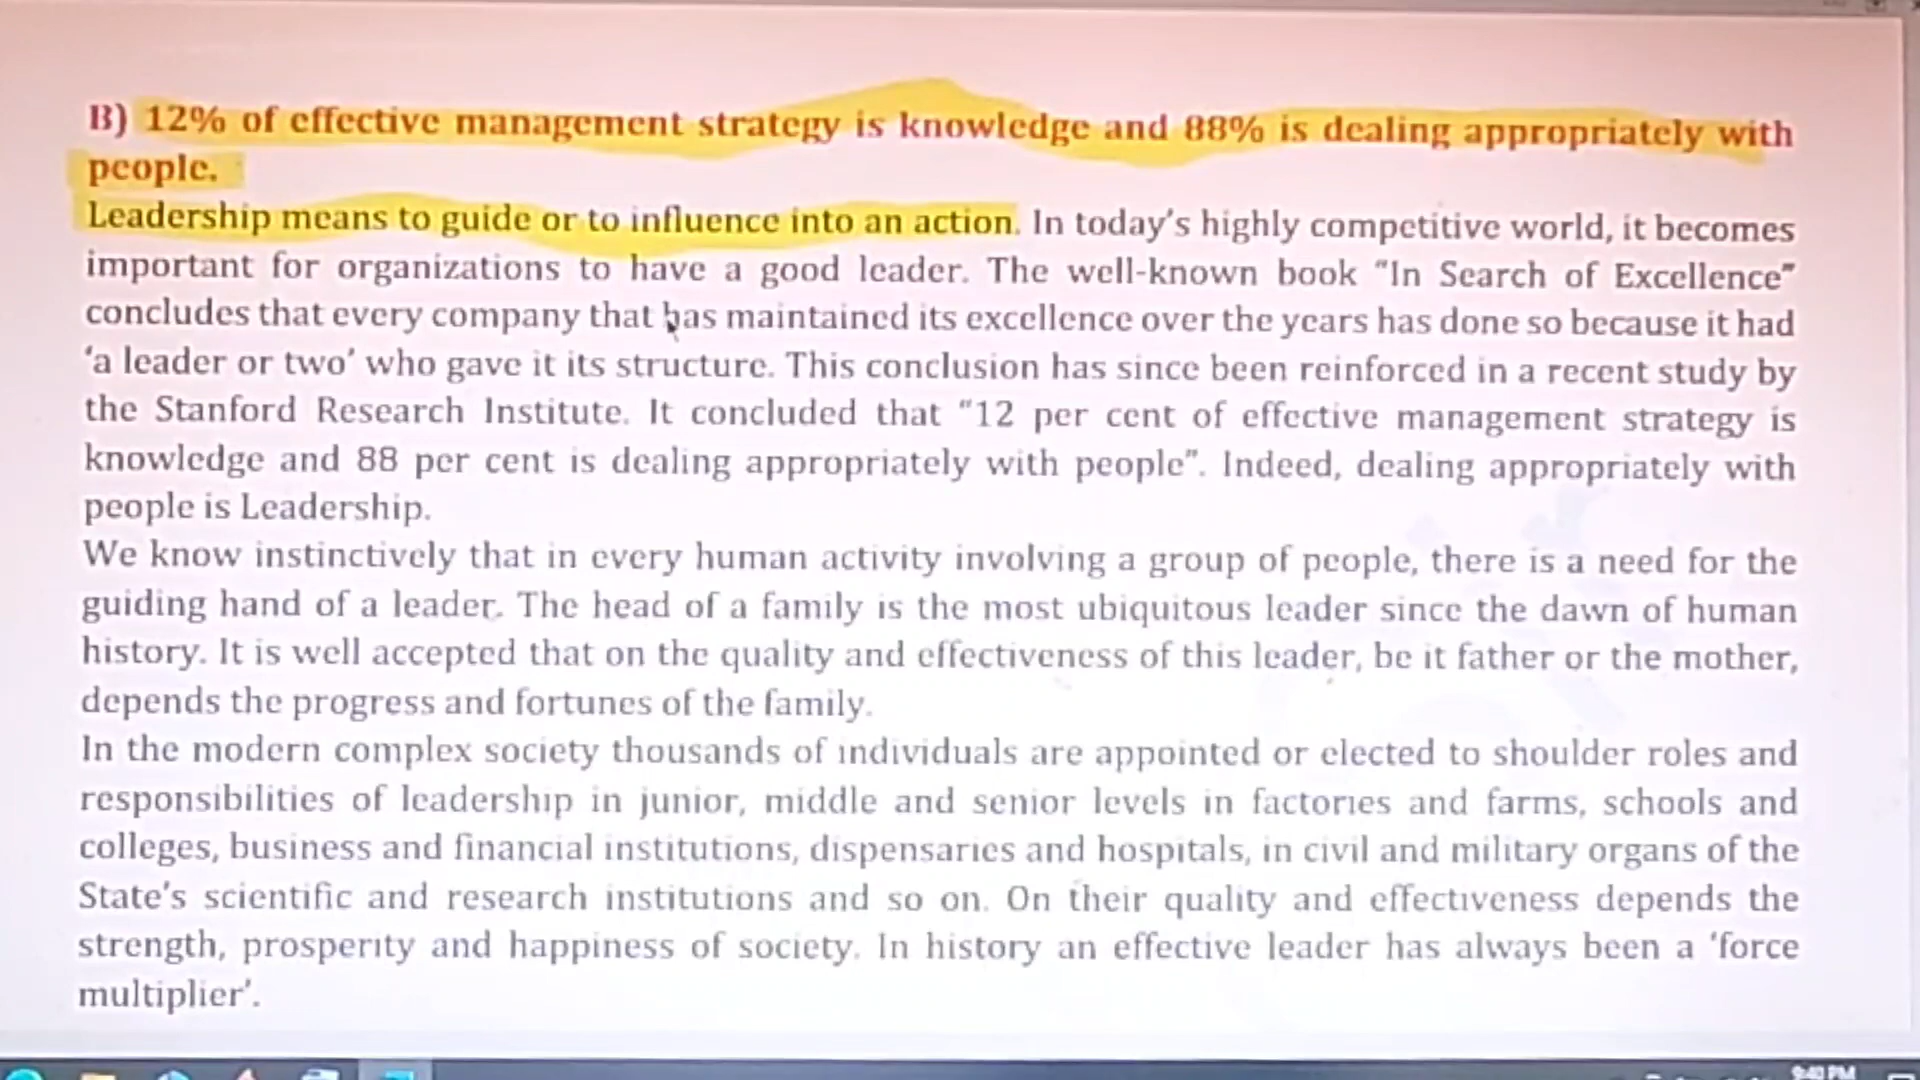 B) 12% of effective management strategy is knowledge and 88% is dealing appropriately with
people.
Leadership means to guide or to influence into an action. In today's highly competitive world, it becomes
important for organizations to have a good leader. The well-known book "In Search of Excellence"
concludes that every company that has maintained its excellence over the years has done so because it had
'a leader or two' who gave it its structure. This conclusion has since been reinforced in a recent study by
the Stanford Research Institute. It concluded that "12 per cent of effective management strategy is
knowledge and 88 per cent is dealing appropriately with people". Indeed, dealing appropriately with
people is Leadership.
We know instinctively that in every human activity involving a group of people, there is a need for the
guiding hand of a leader. The head of a family is the most ubiquitous leader since the dawn of human
history. It is well accepted that on the quality and effectiveness of this leader, be it father or the mother,
depends the progress and fortunes of the family.
In the modern complex society thousands of individuals are appointed or elected to shoulder roles and
responsibilities of leadership in junior, middle and senior levels in factories and farms, schools and
colleges, business and financial institutions, dispensaries and hospitals, in civil and military organs of the
State's scientific and research institutions and so on. On their quality and effectiveness depends the
strength, prosperity and happiness of society. In history an effective leader has always been a 'force
multiplier'.
9:40 PM